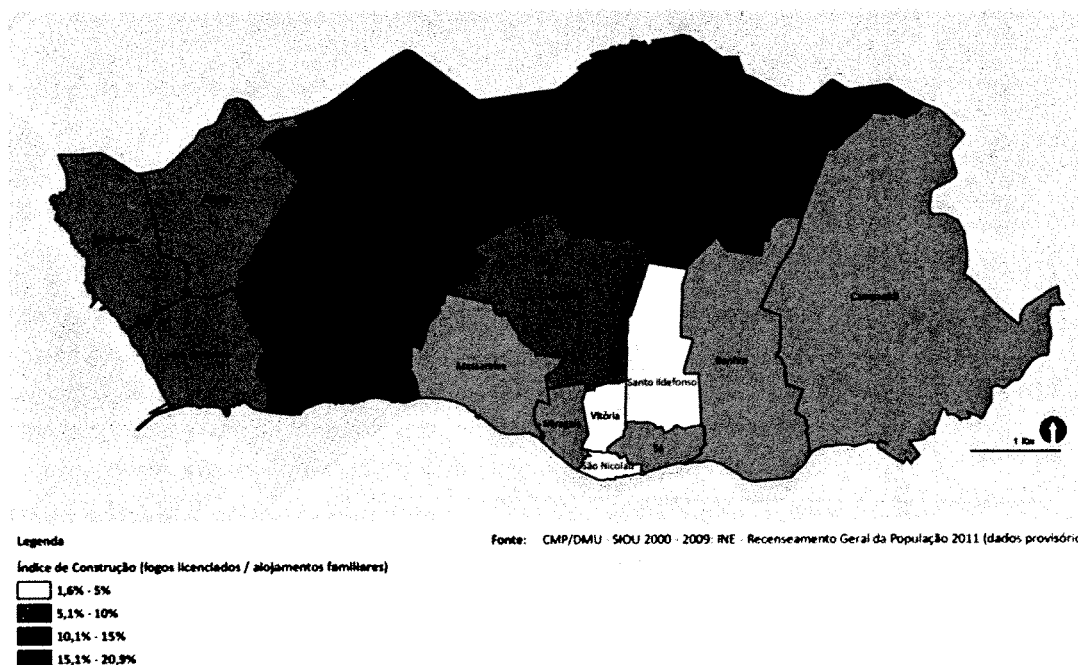 Campanhã
Bonfim
Santo Ildefonso
Vitória
Sé
São Nicolau
1 Km
Legenda
Fonte: CMP/DMU - SIOU 2000 - 2009: INE - Recenseamento Geral da População 2011 (dados provisório
Índice de Construção (fogos licenciados / alojamentos familiares)
1,6% - 5%
5,1% - 10%
10,1% - 15%
15,1% - 20,9%